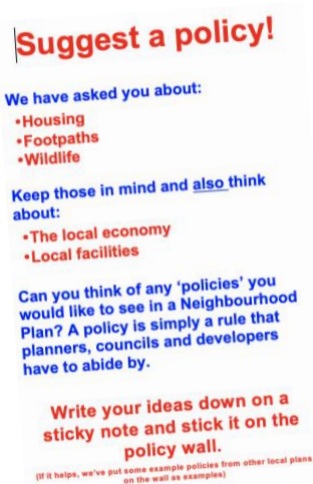 Suggest a policy!
We have asked you about:
•Housing
•Footpaths
•Wildlife
Keep those in mind and also think
about:
•The local economy
•Local facilities
Can you think of any ‘policies’ you
would like to see in a Neighbourhood
Plan? A policy is simply a rule that
planners, councils and developers
have to abide by.
Write your ideas down on a
sticky note and stick it on the
policy wall.
(If it helps, we've put some example policies from other local plans
on the wall as examples)